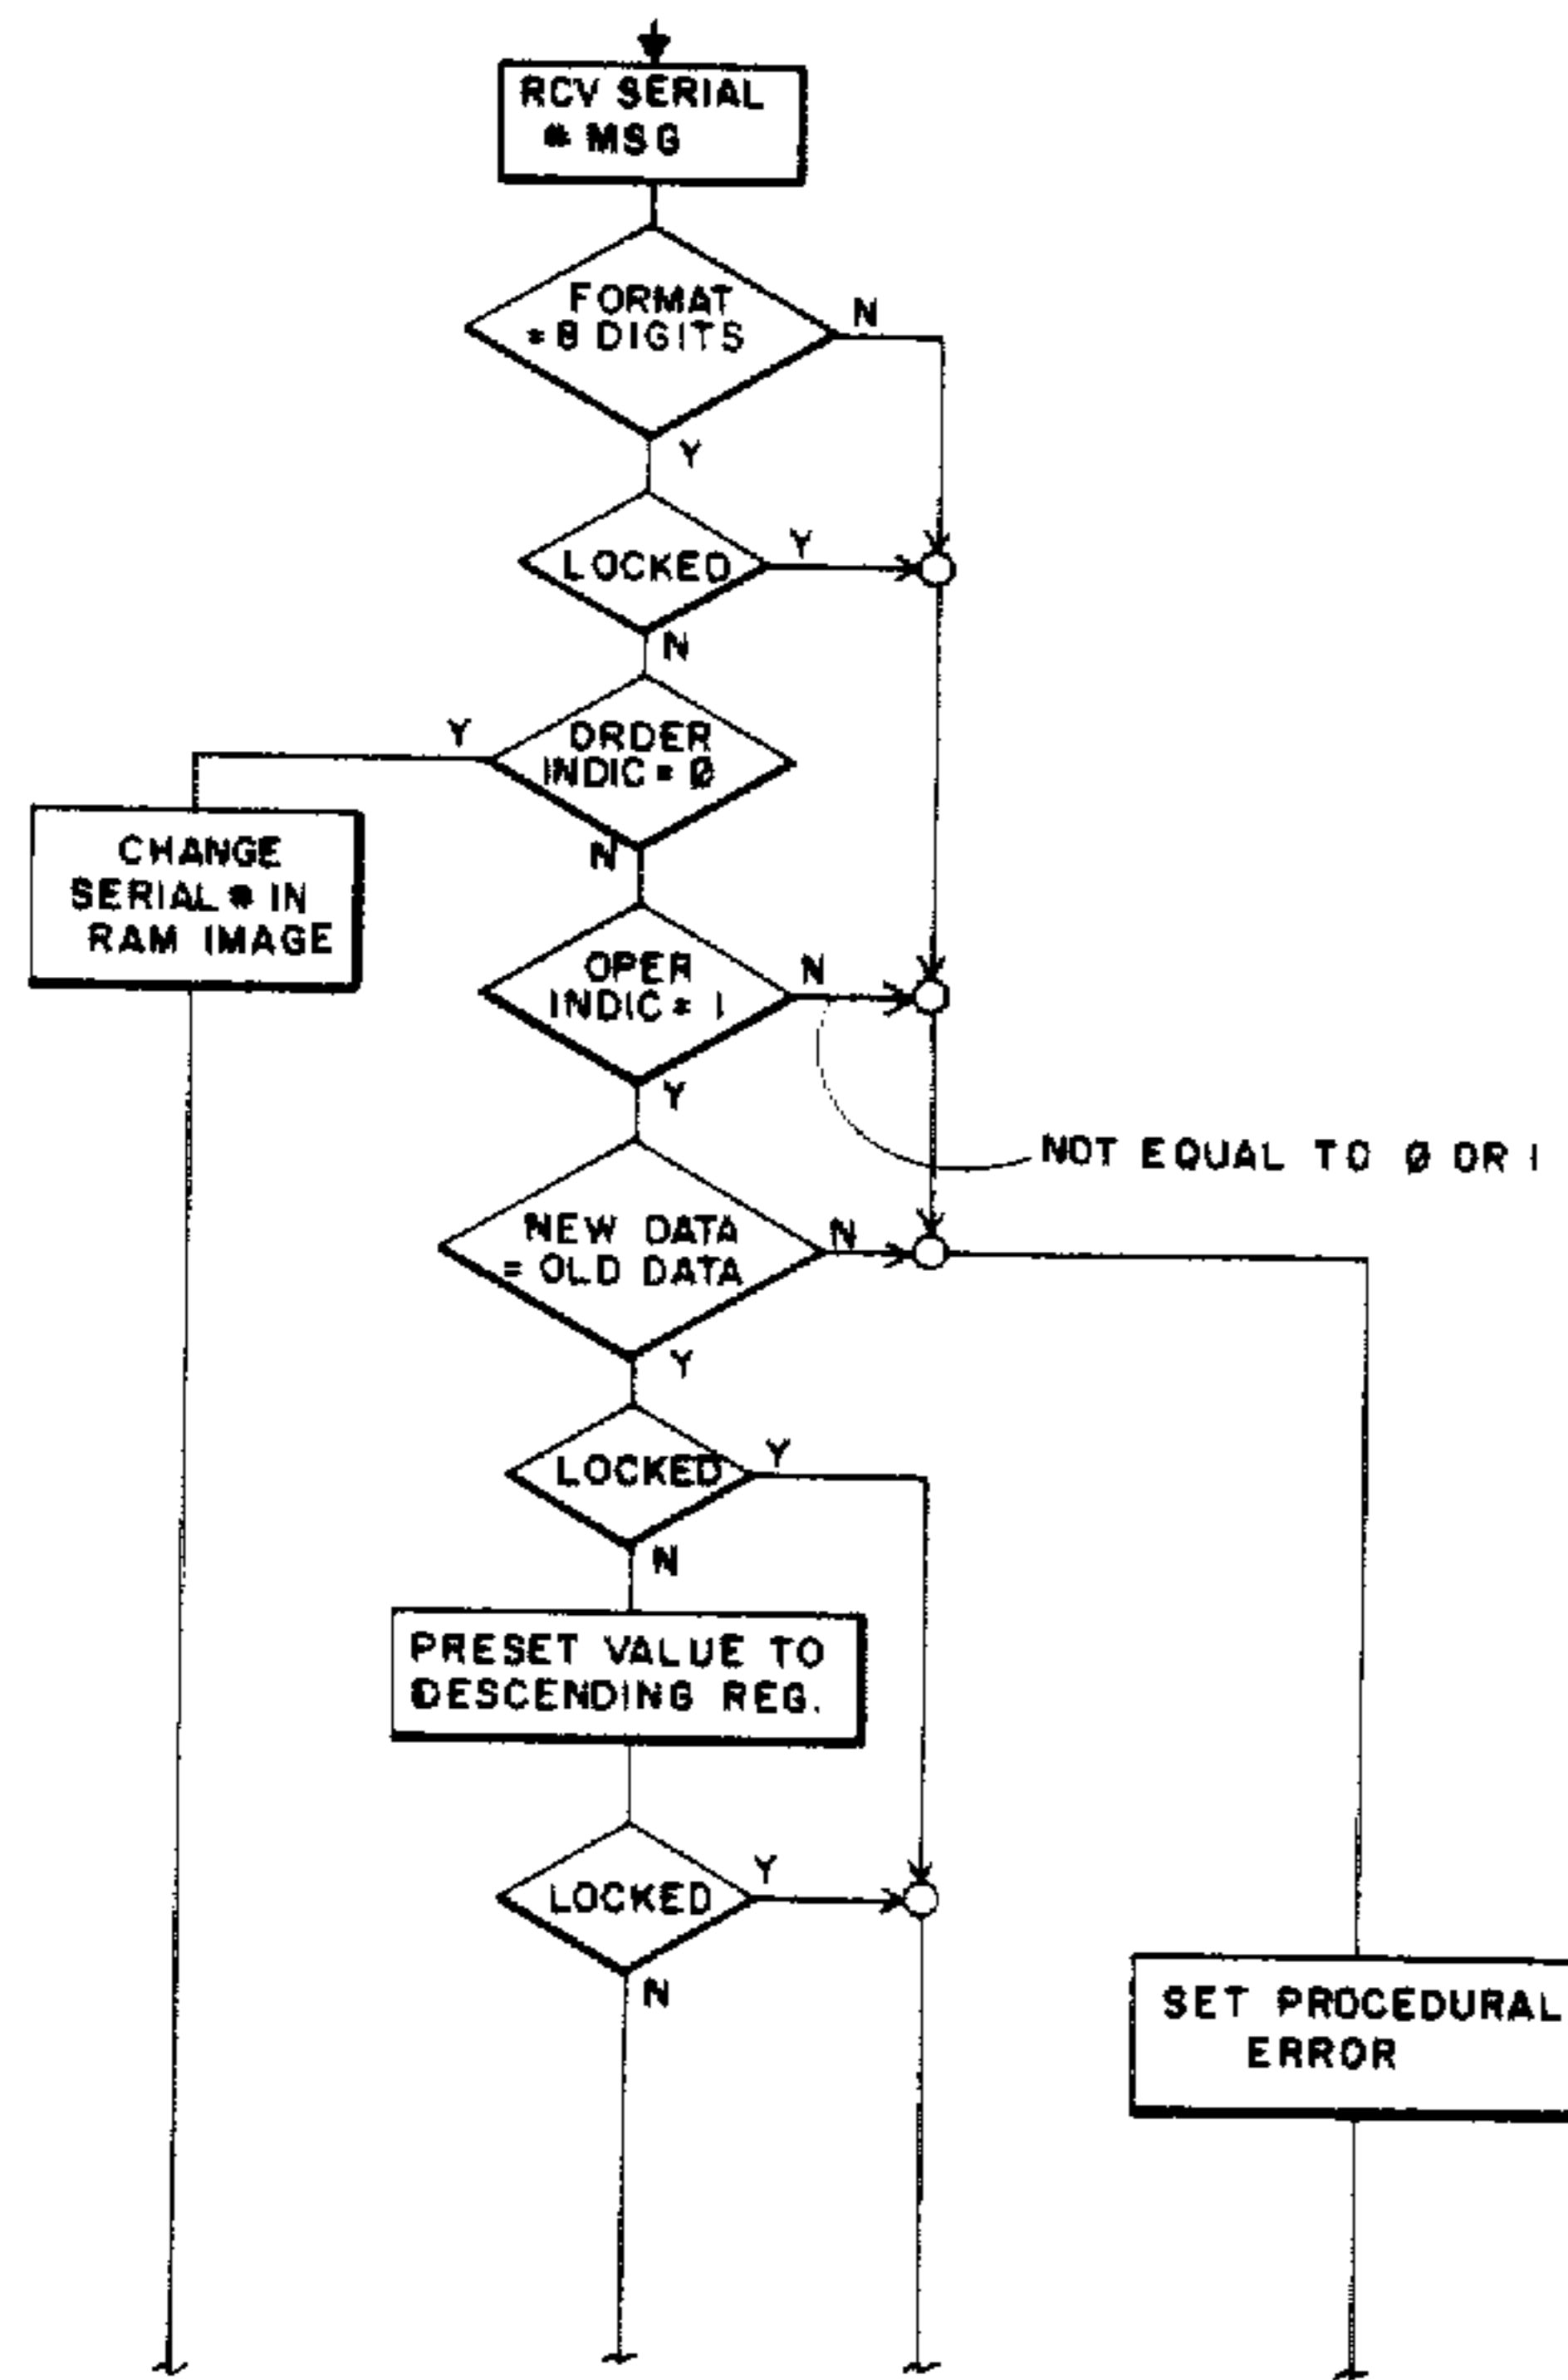 RCV SERIAL
# MSG
FORMAT
= 8 DIGITS
N
Y
LOCKED
Y
N
ORDER
INDIC = Ø
Y
N
CHANGE
SERIAL # IN
RAM IMAGE
OPER
INDIC = 1
N
Y
NOT EQUAL TO Ø OR 1
NEW DATA
= OLD DATA
N
Y
LOCKED
Y
N
PRESET VALUE TO
DESCENDING REG.
LOCKED
Y
N
SET PROCEDURAL
ERROR